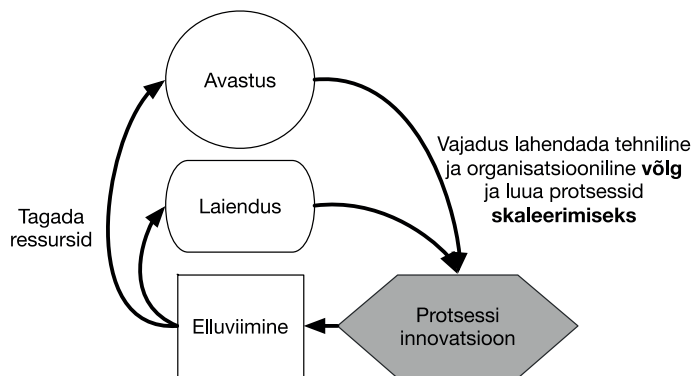 Avastus
Vajadus lahendada tehniline
ja organisatsiooniline võlg
ja luua protsessid
skaleerimiseks
Laiendus
Tagada
ressursid
Elluviimine
Protsessi
innovatsioon